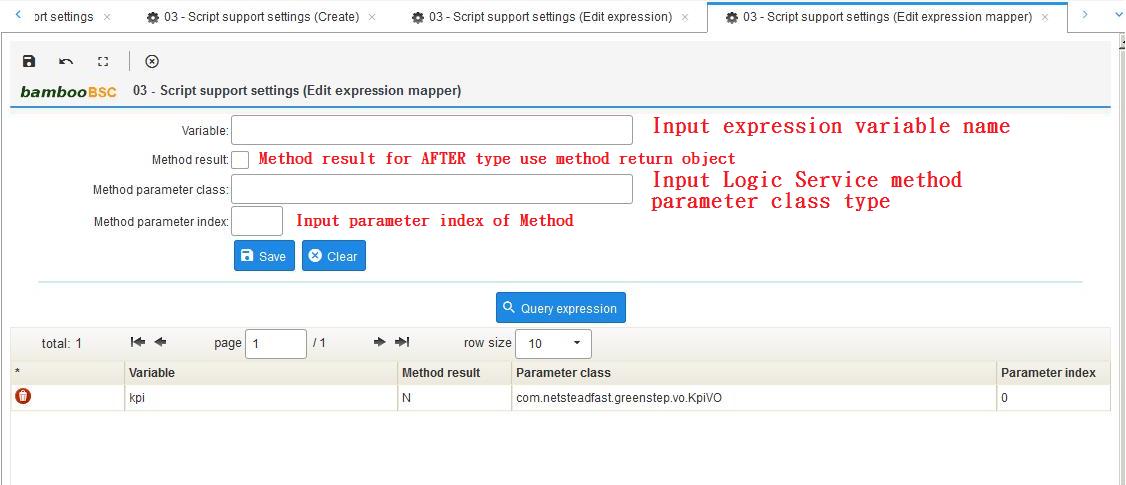 ort settings × 03 - Script support settings (Create) × 03 - Script support settings (Edit expression) × 03 - Script support settings (Edit expression mapper) ×
bambooBSC 03 - Script support settings (Edit expression mapper)
Variable: Input expression variable name
Method result: Method result for AFTER type use method return object
Method parameter class: Input Logic Service method
parameter class type
Method parameter index: Input parameter index of Method
Save Clear
Query expression
total: 1 page 1 / 1 row size 10
* Variable Method result Parameter class Parameter index
kpi N com.netsteadfast.greenstep.vo.KpiVO 0